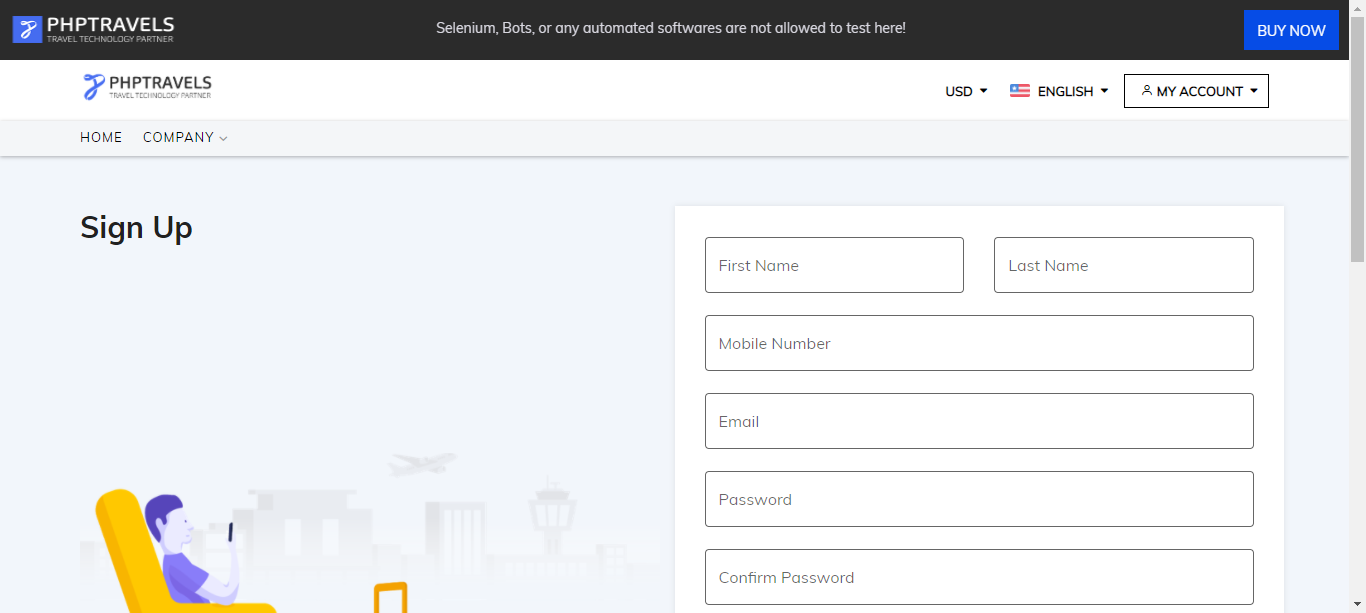 PHPTRAVELS
TRAVEL TECHNOLOGY PARTNER
Selenium, Bots, or any automated softwares are not allowed to test here!
BUY NOW
PHPTRAVELS
TRAVEL TECHNOLOGY PARTNER
USD
ENGLISH
MY ACCOUNT
HOME
COMPANY
Sign Up
First Name
Last Name
Mobile Number
Email
Password
Confirm Password